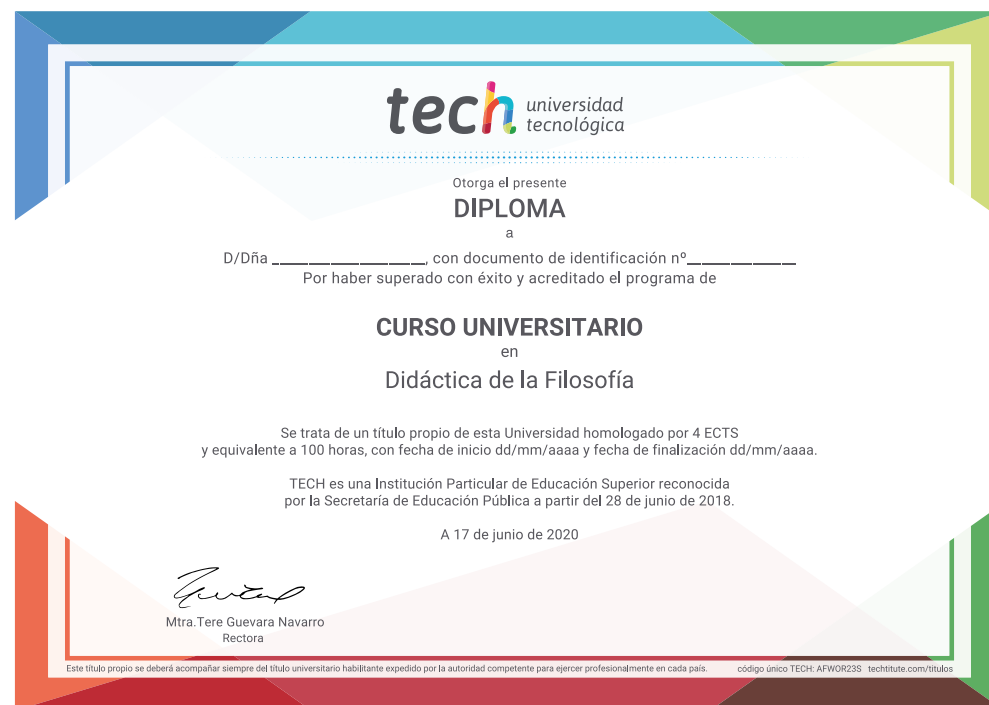 tech universidad
tecnológica
Otorga el presente
DIPLOMA
a
D/Dña ____________________, con documento de identificación nº______________
Por haber superado con éxito y acreditado el programa de
CURSO UNIVERSITARIO
en
Didáctica de la Filosofía
Se trata de un título propio de esta Universidad homologado por 4 ECTS
y equivalente a 100 horas, con fecha de inicio dd/mm/aaaa y fecha de finalización dd/mm/aaaa.
TECH es una Institución Particular de Educación Superior reconocida
por la Secretaría de Educación Pública a partir del 28 de junio de 2018.
A 17 de junio de 2020
Mtra.Tere Guevara Navarro
Rectora
Este título propio se deberá acompañar siempre del título universitario habilitante expedido por la autoridad competente para ejercer profesionalmente en cada país. código único TECH: AFWOR23S techtitute.com/titulos